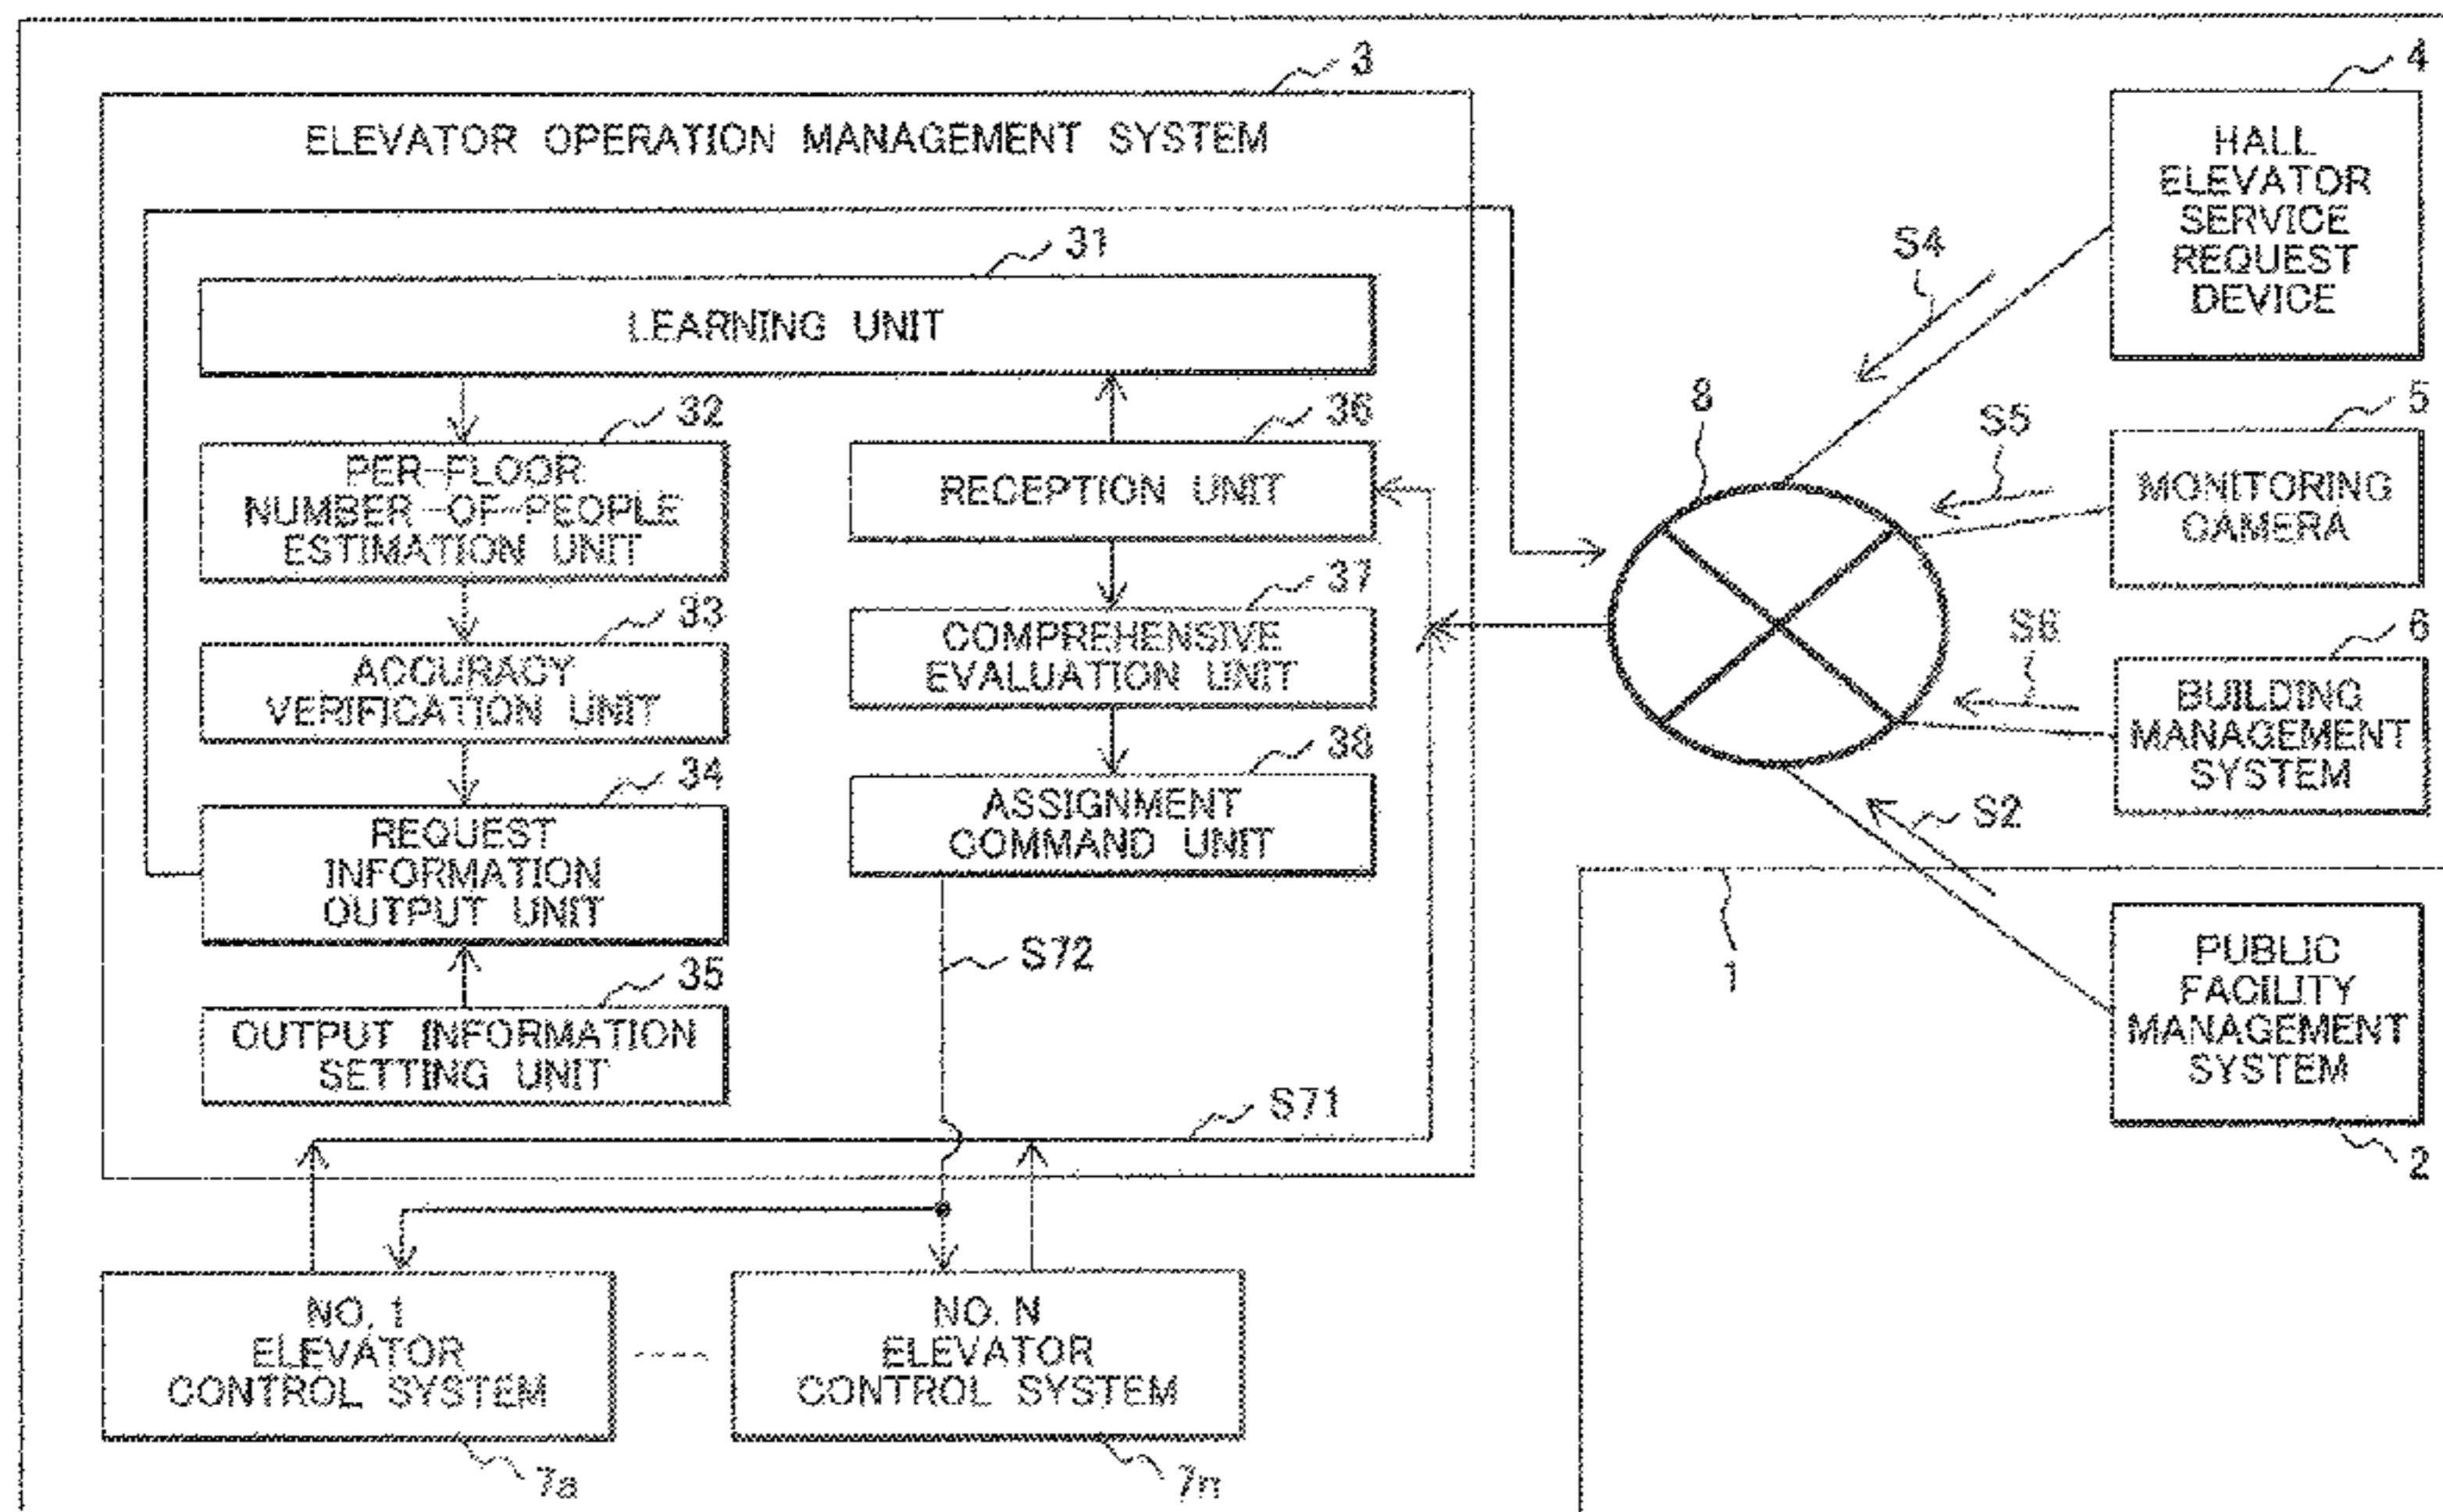 3
4
ELEVATOR OPERATION MANAGEMENT SYSTEM
HALL
ELEVATOR
SERVICE
REQUEST
DEVICE
31
S4
LEARNING UNIT
32
36
8
S5
5
PER-FLOOR
NUMBER-OF-PEOPLE
ESTIMATION UNIT
RECEPTION UNIT
MONITORING
CAMERA
33
37
S6
6
ACCURACY
VERIFICATION UNIT
COMPREHENSIVE
EVALUATION UNIT
BUILDING
MANAGEMENT
SYSTEM
34
38
S2
REQUEST
INFORMATION
OUTPUT UNIT
ASSIGNMENT
COMMAND UNIT
35
S72
1
PUBLIC
FACILITY
MANAGEMENT
SYSTEM
OUTPUT INFORMATION
SETTING UNIT
S71
2
NO. 1
ELEVATOR
CONTROL SYSTEM
NO. N
ELEVATOR
CONTROL SYSTEM
7a
7n